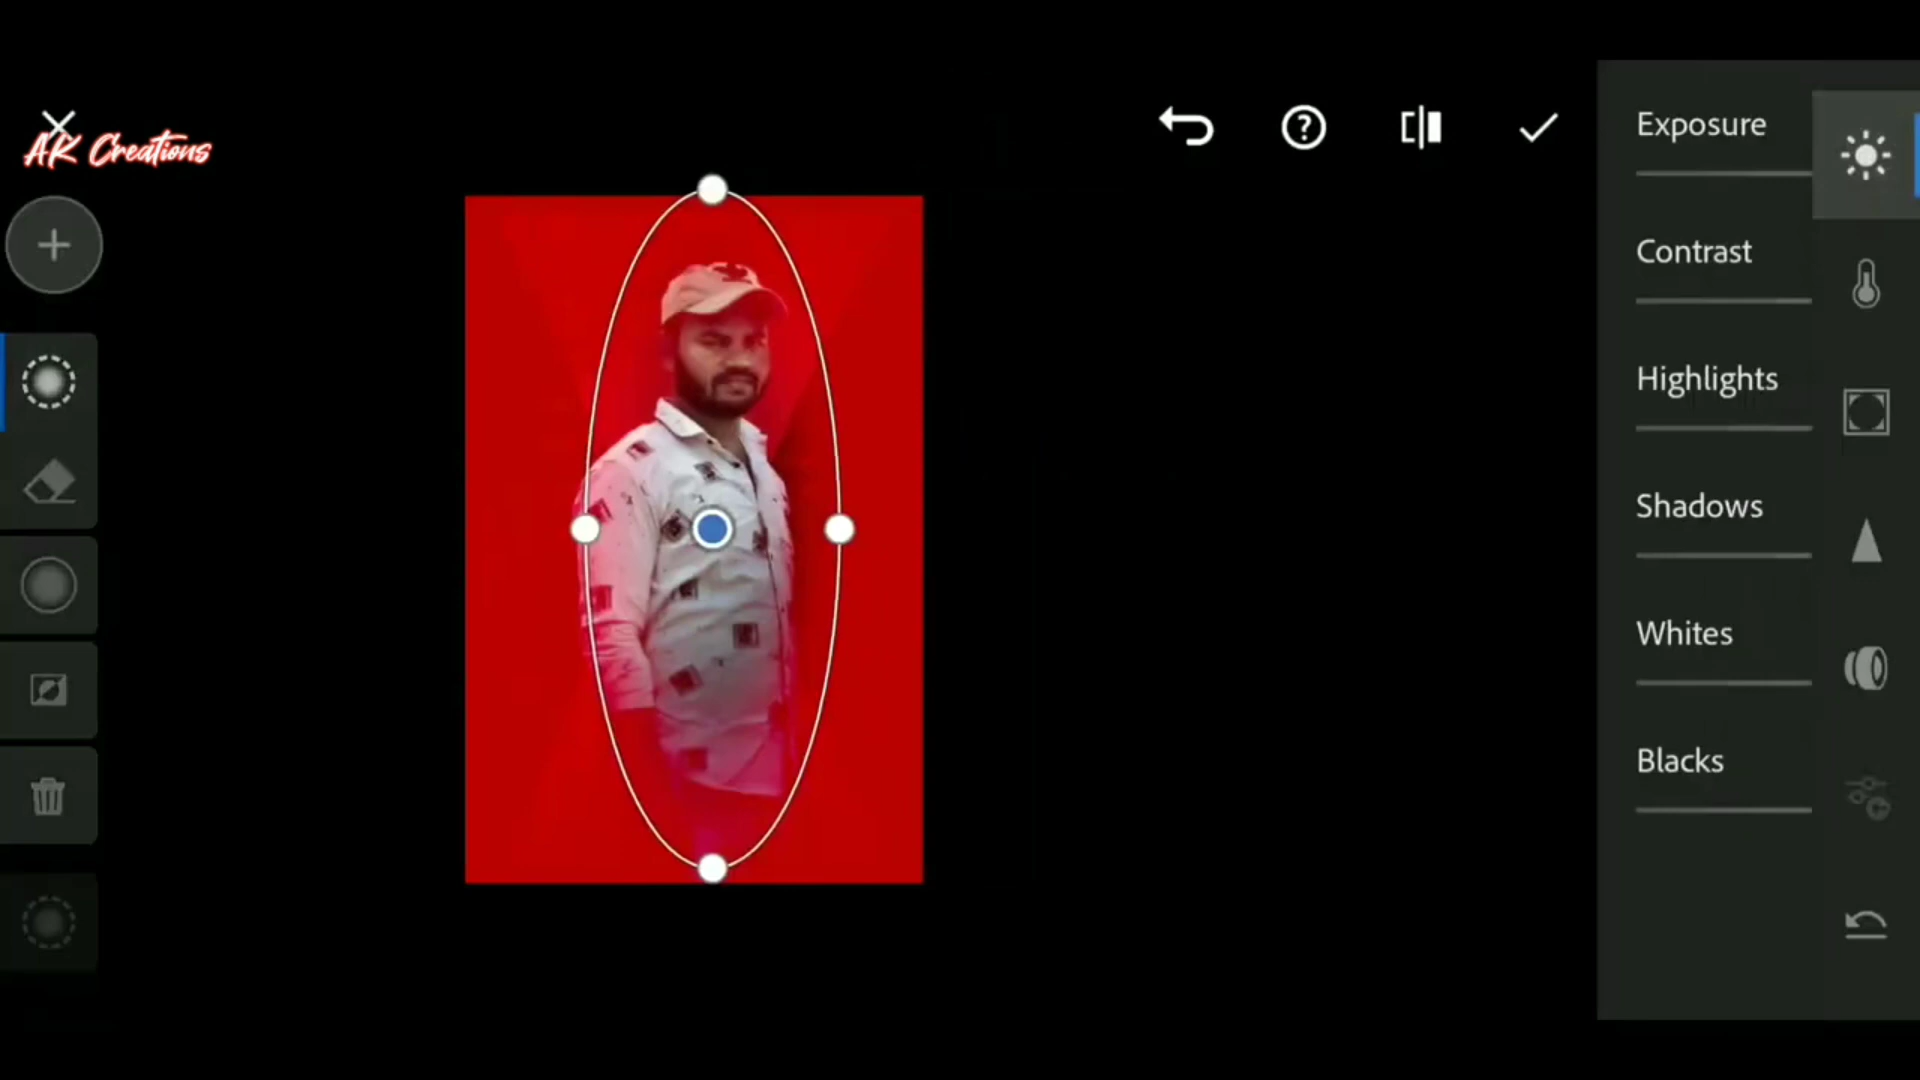 AK Creations
Exposure
Contrast
Highlights
Shadows
Whites
Blacks